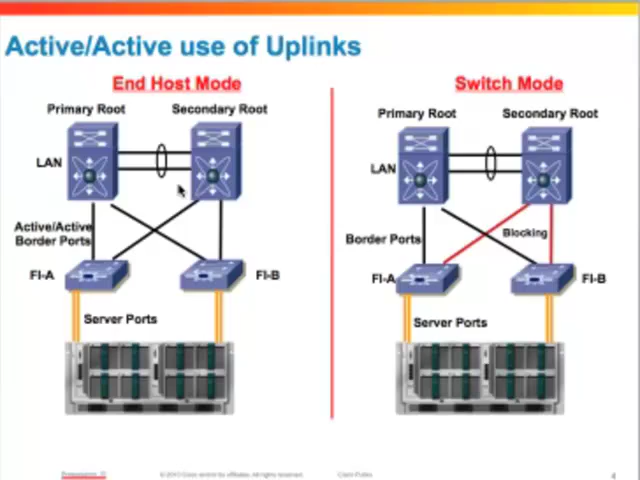 Active/Active use of Uplinks
End Host Mode
Primary Root
Secondary Root
LAN
Active/Active
Border Ports
FI-A
FI-B
Server Ports
Switch Mode
Primary Root
Secondary Root
LAN
Border Ports
Blocking
FI-A
FI-B
Server Ports
Presentation_ID
Cisco Public
4